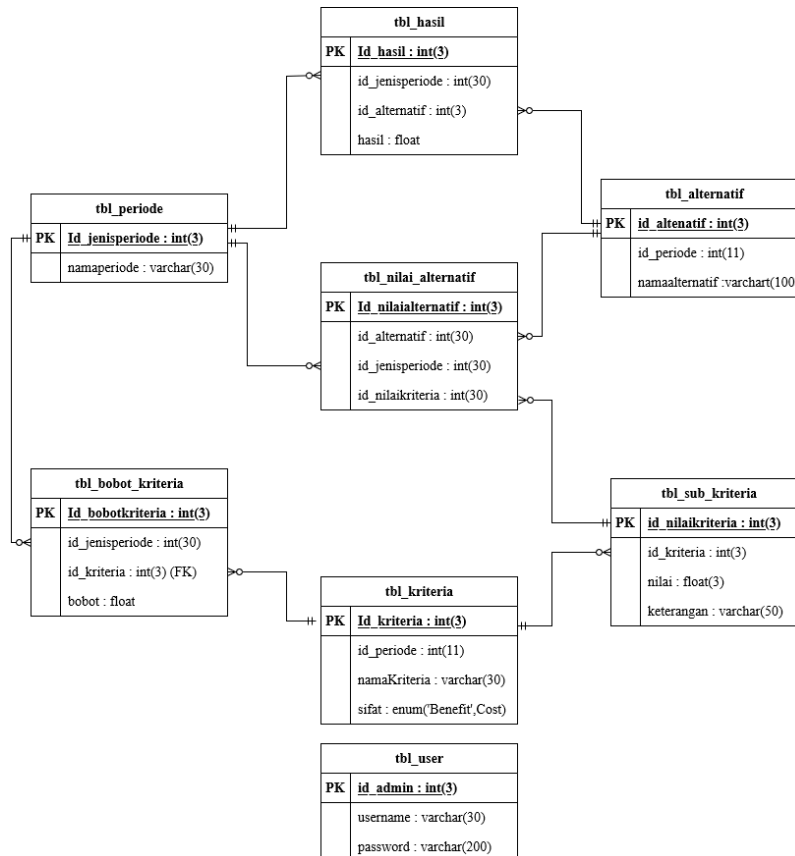 tbl_hasil
PK Id_hasil : int(3)
id_jenisperiode : int(30)
id_alternatif : int(3)
hasil : float
tbl_periode
PK Id_jenisperiode : int(3)
namaperiode : varchar(30)
tbl_alternatif
PK id_altenatif : int(3)
id_periode : int(11)
namaalternatif :varchart(100
tbl_nilai_alternatif
PK Id_nilaialternatif : int(3)
id_alternatif : int(30)
id_jenisperiode : int(30)
id_nilaikriteria : int(30)
tbl_bobot_kriteria
PK Id_bobotkriteria : int(3)
id_jenisperiode : int(30)
id_kriteria : int(3) (FK)
bobot : float
tbl_sub_kriteria
PK id_nilaikriteria : int(3)
id_kriteria : int(3)
nilai : float(3)
keterangan : varchar(50)
tbl_kriteria
PK Id_kriteria : int(3)
id_periode : int(11)
namaKriteria : varchar(30)
sifat : enum('Benefit',Cost)
tbl_user
PK id_admin : int(3)
username : varchar(30)
password : varchar(200)